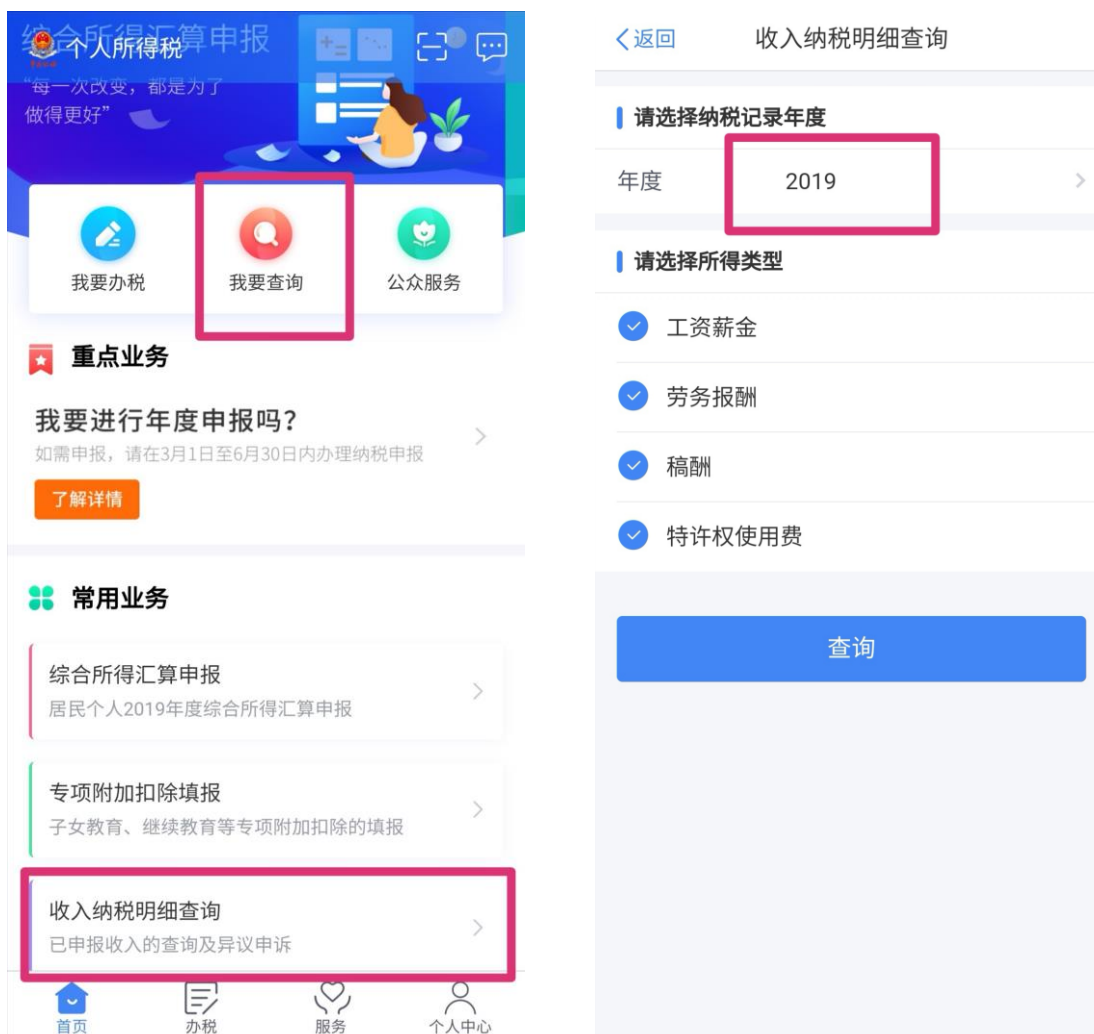 综合所得汇算申报
个人所得税
“每一次改变，都是为了
做得更好”
我要办税
我要查询
公众服务
重点业务
我要进行年度申报吗?
如需申报，请在3月1日至6月30日内办理纳税申报
了解详情
常用业务
综合所得汇算申报
居民个人2019年度综合所得汇算申报
专项附加扣除填报
子女教育、继续教育等专项附加扣除的填报
收入纳税明细查询
已申报收入的查询及异议申诉
首页
办税
服务
个人中心
返回
收入纳税明细查询
请选择纳税记录年度
年度 2019
请选择所得类型
工资薪金
劳务报酬
稿酬
特许权使用费
查询